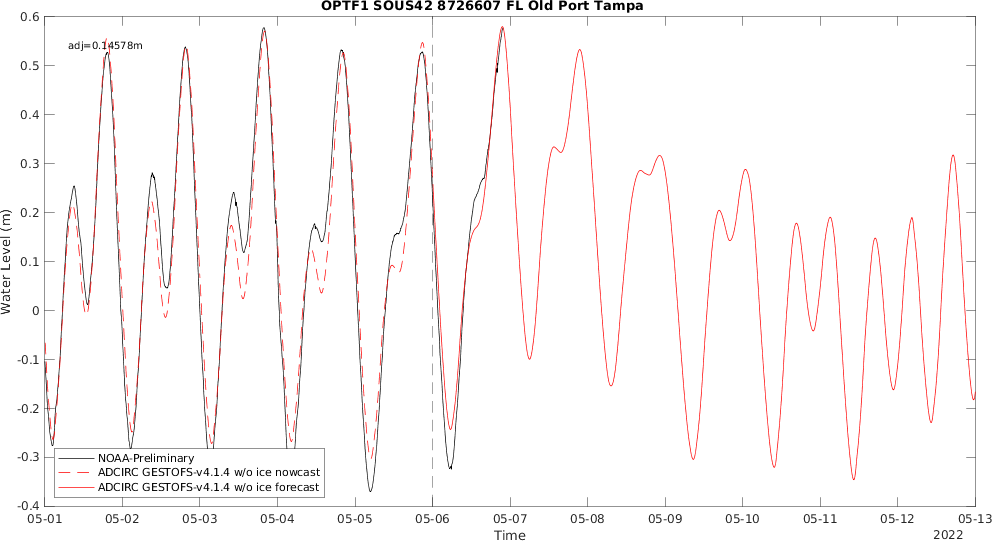 OPTF1 SOUS42 8726607 FL Old Port Tampa
adj=0.14578m
Water Level (m)
0.6
0.5
0.4
0.3
0.2
0.1
0
-0.1
-0.2
-0.3
-0.4
NOAA-Preliminary
ADCIRC GESTOFS-v4.1.4 w/o ice nowcast
ADCIRC GESTOFS-v4.1.4 w/o ice forecast
05-01 05-02 05-03 05-04 05-05 05-06 05-07 05-08 05-09 05-10 05-11 05-12 05-13
Time
2022